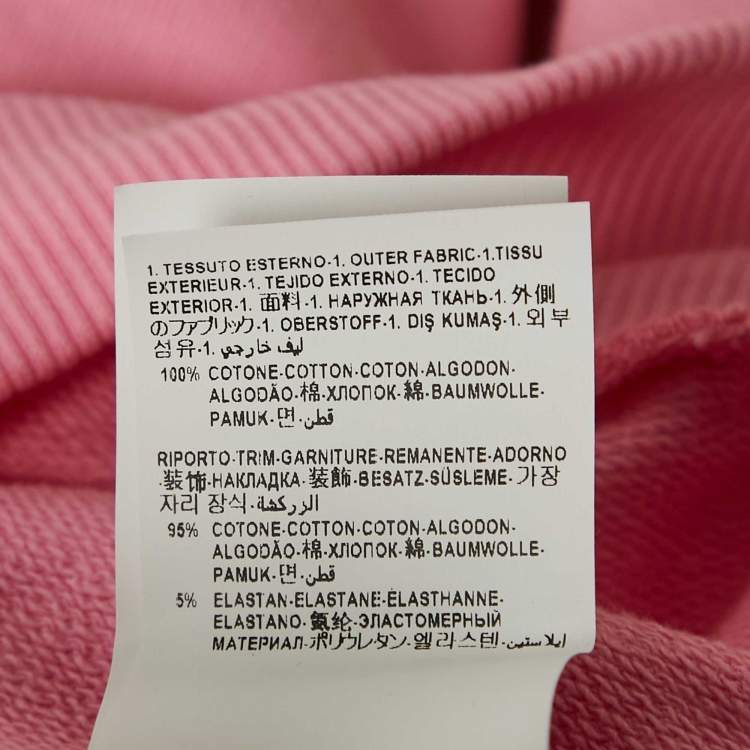 1. TESSUTO ESTERNO-1. OUTER FABRIC-1.TISSU
EXTERIEUR-1. TEJIDO EXTERNO-1. TECIDO
EXTERIOR-1. 面料-1. НАРУЖНАЯ ТКАНЬ-1. 外側
のファブリック-1. OBERSTOFF-1. DIŞ KUMAŞ-1. 외부
섬유-1. ليف خارجي
100% COTONE-COTTON-COTON-ALGODON-
ALGODÃO-棉-ХЛОПОК-綿-BAUMWOLLE-
PAMUK-면-قطن
RIPORTO-TRIM-GARNITURE-REMANENTE-ADORNO
-装饰-НАКЛАДКА-装飾-BESATZ-SÜSLEME-가장
자리 장식-الزركشة
95% COTONE-COTTON-COTON-ALGODON-
ALGODÃO-棉-ХЛОПОК-綿-BAUMWOLLE-
PAMUK-면-قطن
5% ELASTAN-ELASTANE-ÉLASTHANNE-
ELASTANO-氨纶-ЭЛАСТОМЕРНЫЙ
МАТЕРИАЛ-ポリウレタン-엘라스텐-ايلاستين